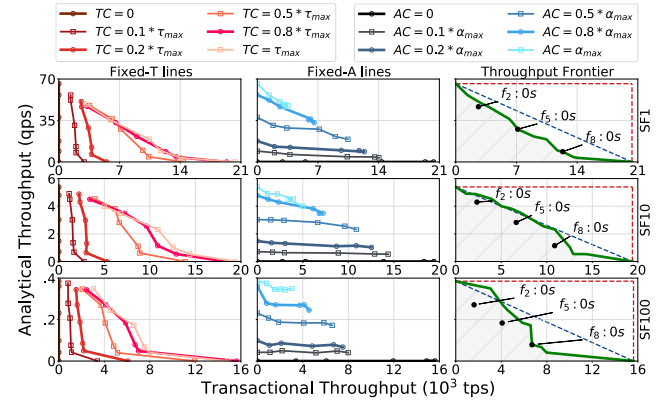 TC = 0
TC = 0.1 * τmax
TC = 0.2 * τmax
TC = 0.5 * τmax
TC = 0.8 * τmax
TC = τmax
AC = 0
AC = 0.1 * αmax
AC = 0.2 * αmax
AC = 0.5 * αmax
AC = 0.8 * αmax
AC = αmax
Fixed-T lines
Fixed-A lines
Throughput Frontier
Analytical Throughput (qps)
70
35
0
0 7 14 21
0 7 14 21
0 7 14 21
f2 : 0s
f5 : 0s
f8 : 0s
SF1
6
3
0
0 5 10 15 20
0 5 10 15 20
0 5 10 15 20
f2 : 0s
f5 : 0s
f8 : 0s
SF10
.4
.2
0
0 4 8 12 16
0 4 8 12 16
0 4 8 12 16
f2 : 0s
f5 : 0s
f8 : 0s
SF100
Transactional Throughput (10³ tps)